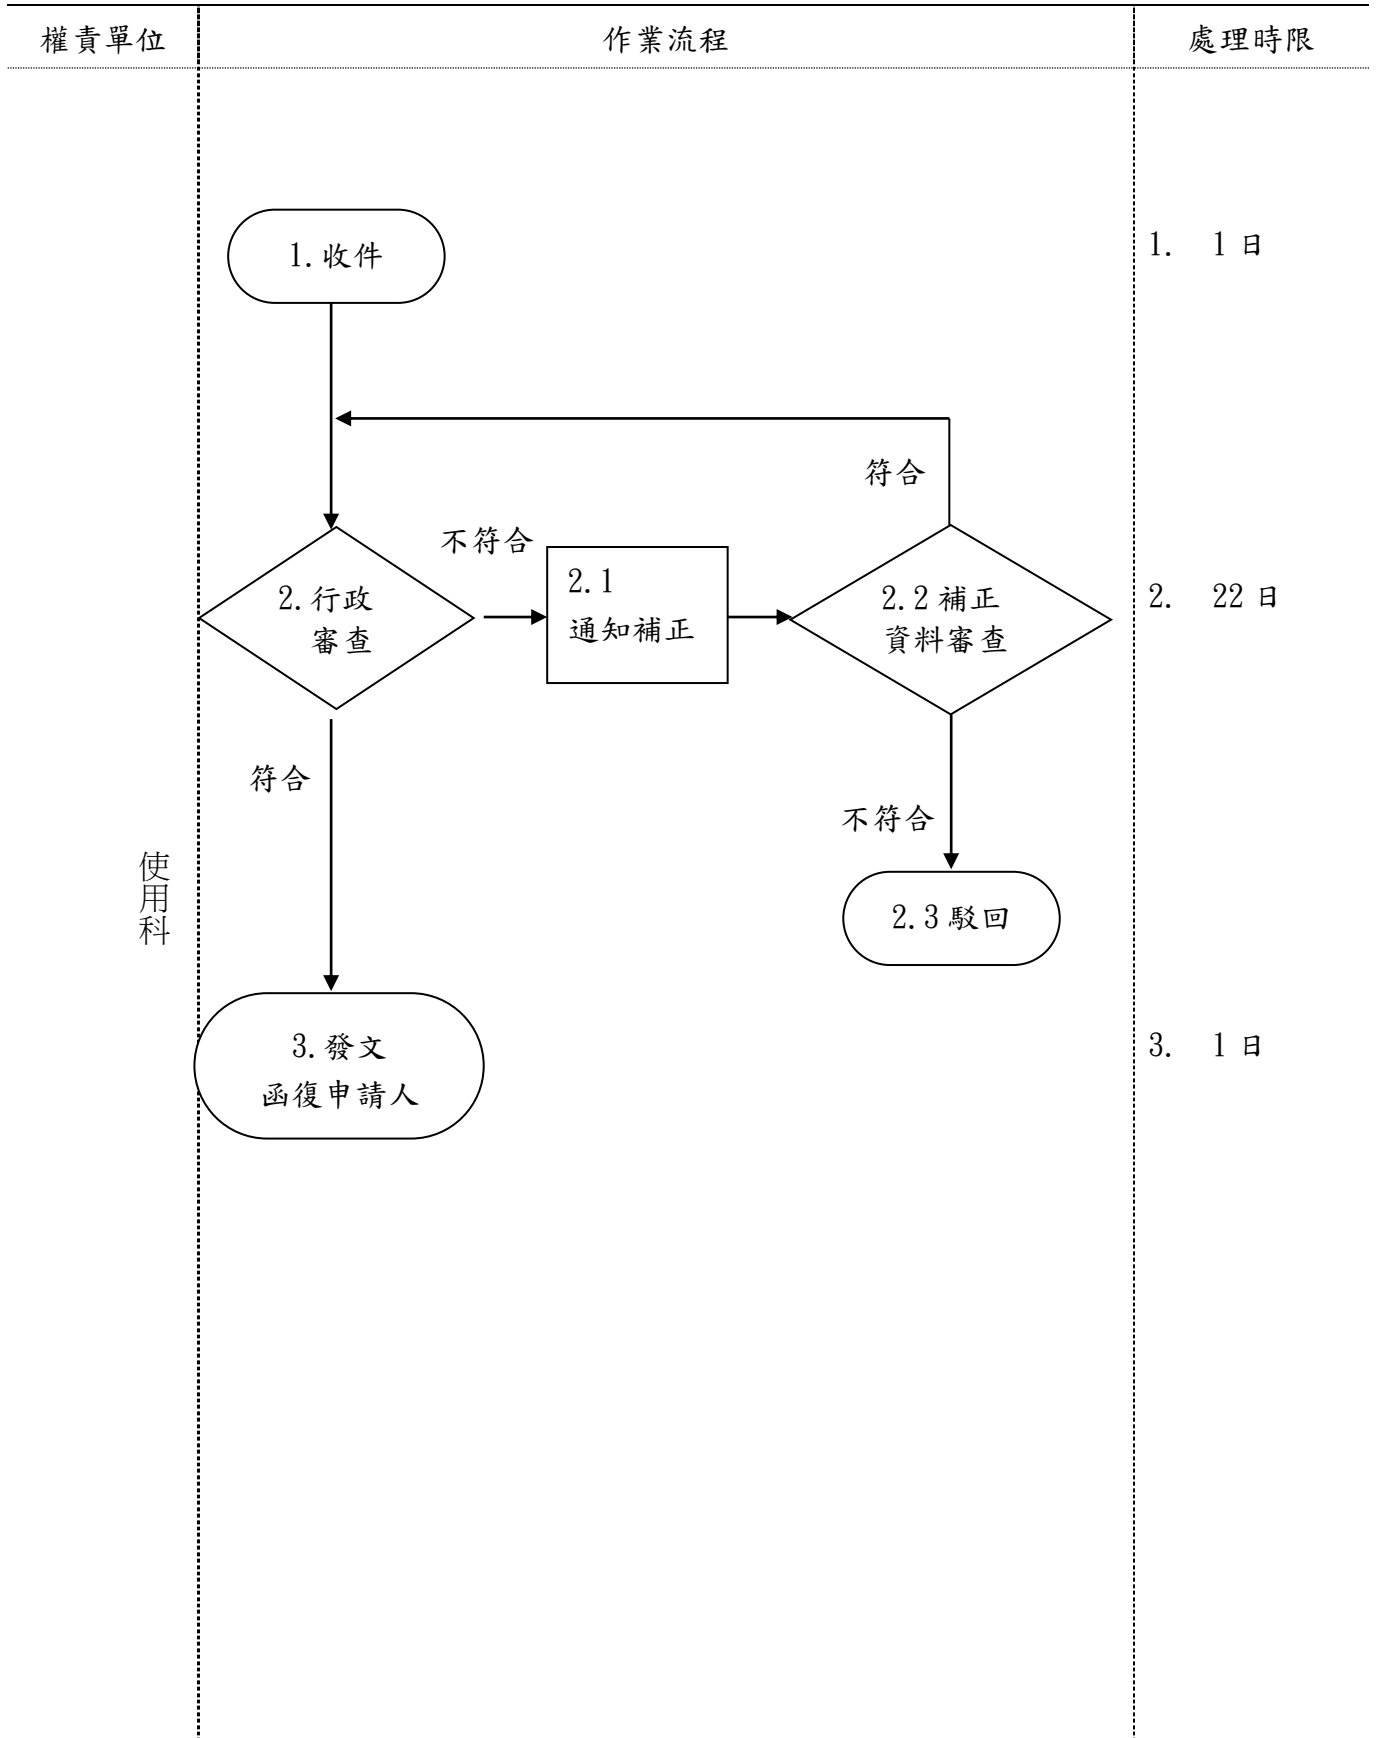 權責單位
作業流程
處理時限
1.收件
1. 1日
符合
不符合
2.行政
審查
2.1
通知補正
2.2補正
資料審查
2. 22日
符合
不符合
使用科
2.3駁回
3.發文
函復申請人
3. 1日